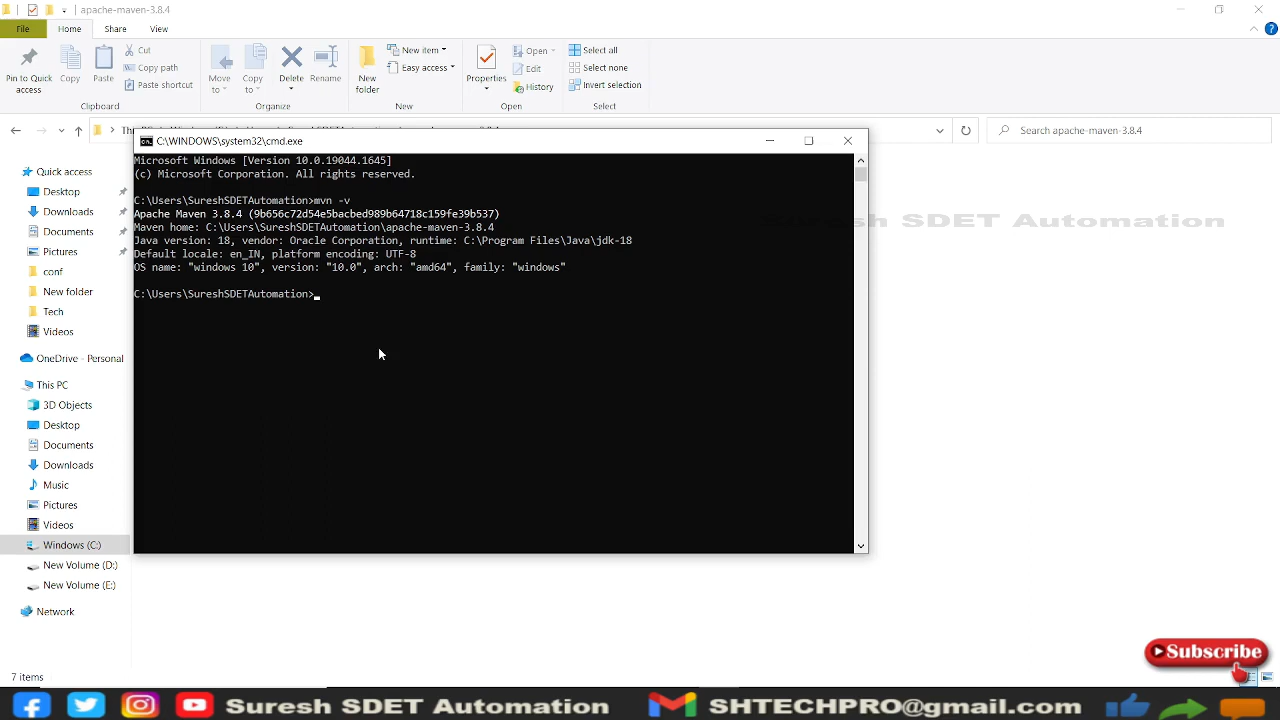 apache-maven-3.8.4
File Home Share View
Pin to Quick access
Copy
Paste
Cut
Copy path
Paste shortcut
Clipboard
Move to
Copy to
Delete
Rename
Organize
New folder
New item
Easy access
New
Properties
Open
Edit
History
Open
Select all
Select none
Invert selection
Select
Search apache-maven-3.8.4
C:\WINDOWS\system32\cmd.exe
Microsoft Windows [Version 10.0.19044.1645]
(c) Microsoft Corporation. All rights reserved.
C:\Users\SureshSDETAutomation>mvn -v
Apache Maven 3.8.4 (9b656c72d54e5bacbed989b64718c159fe39b537)
Maven home: C:\Users\SureshSDETAutomation\apache-maven-3.8.4
Java version: 18, vendor: Oracle Corporation, runtime: C:\Program Files\Java\jdk-18
Default locale: en_IN, platform encoding: UTF-8
OS name: "windows 10", version: "10.0", arch: "amd64", family: "windows"
C:\Users\SureshSDETAutomation>
Suresh SDET Automation
Quick access
Desktop
Downloads
Documents
Pictures
conf
New folder
Tech
Videos
OneDrive - Personal
This PC
3D Objects
Desktop
Documents
Downloads
Music
Pictures
Videos
Windows (C:)
New Volume (D:)
New Volume (E:)
Network
7 items
Subscribe
Suresh SDET Automation
SHTECHPRO@gmail.com